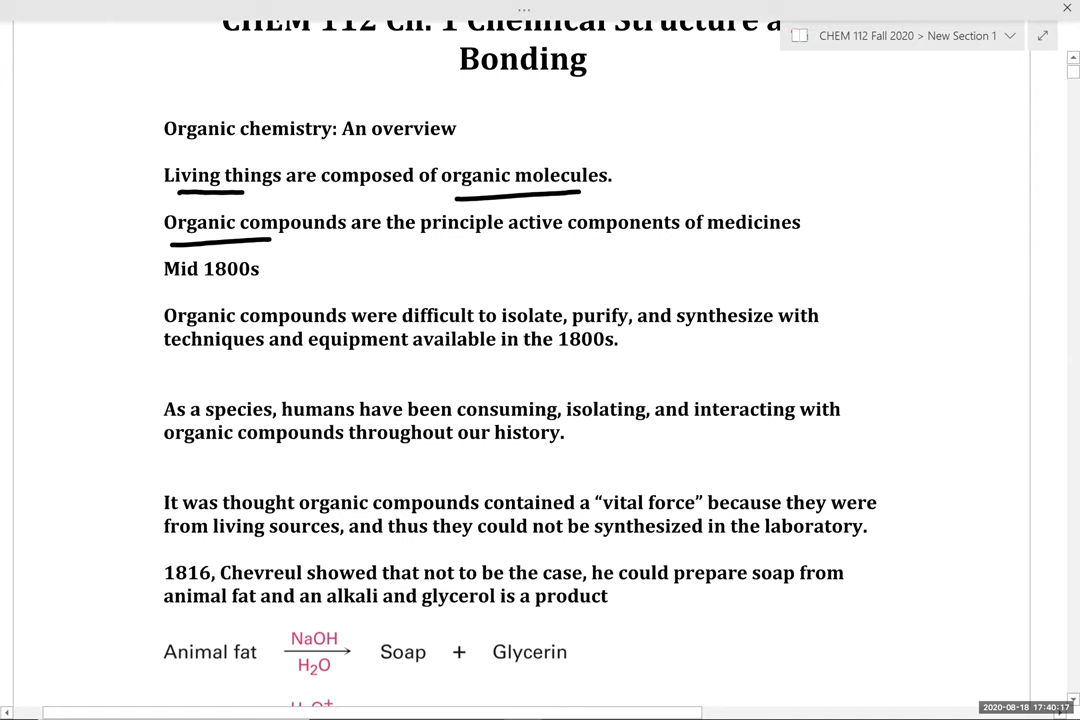 ...
CHEM 112 Ch. 1 Chemical Structure a
CHEM 112 Fall 2020 > New Section 1
Bonding
Organic chemistry: An overview
Living things are composed of organic molecules.
Organic compounds are the principle active components of medicines
Mid 1800s
Organic compounds were difficult to isolate, purify, and synthesize with
techniques and equipment available in the 1800s.
As a species, humans have been consuming, isolating, and interacting with
organic compounds throughout our history.
It was thought organic compounds contained a “vital force” because they were
from living sources, and thus they could not be synthesized in the laboratory.
1816, Chevreul showed that not to be the case, he could prepare soap from
animal fat and an alkali and glycerol is a product
NaOH
Animal fat Soap + Glycerin
H₂O
2020-08-18 17:40:17